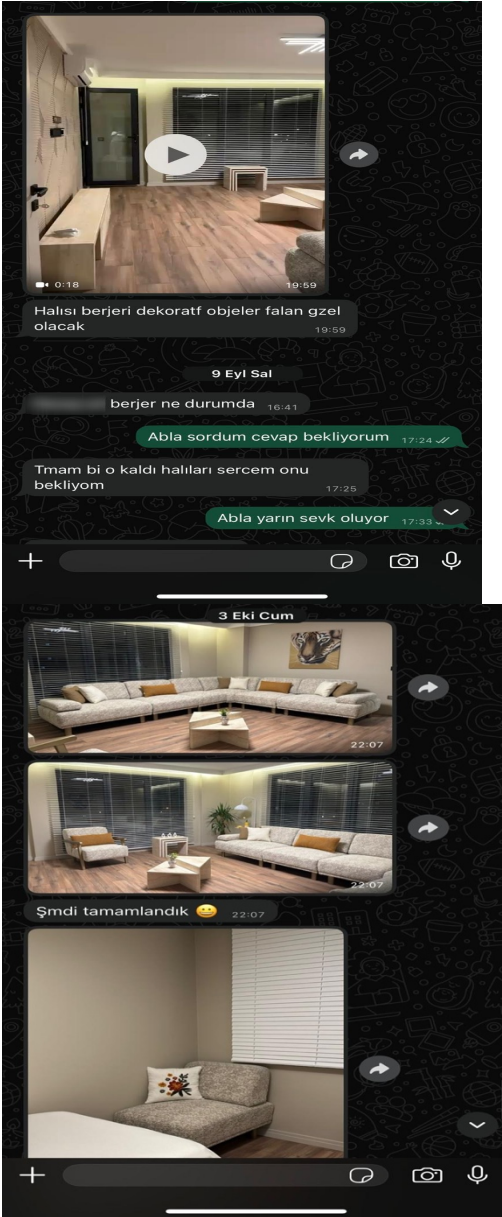 0:18
19:59
Halısı berjeri dekoratf objeler falan gzel
olacak
19:59
9 Eyl Sal
berjer ne durumda 16:41
Abla sordum cevap bekliyorum 17:24
Tmam bi o kaldı halıları sercem onu
bekliyom
17:25
Abla yarın sevk oluyor 17:33
3 Eki Cum
22:07
22:07
Şmdi tamamlandık 😀 22:07